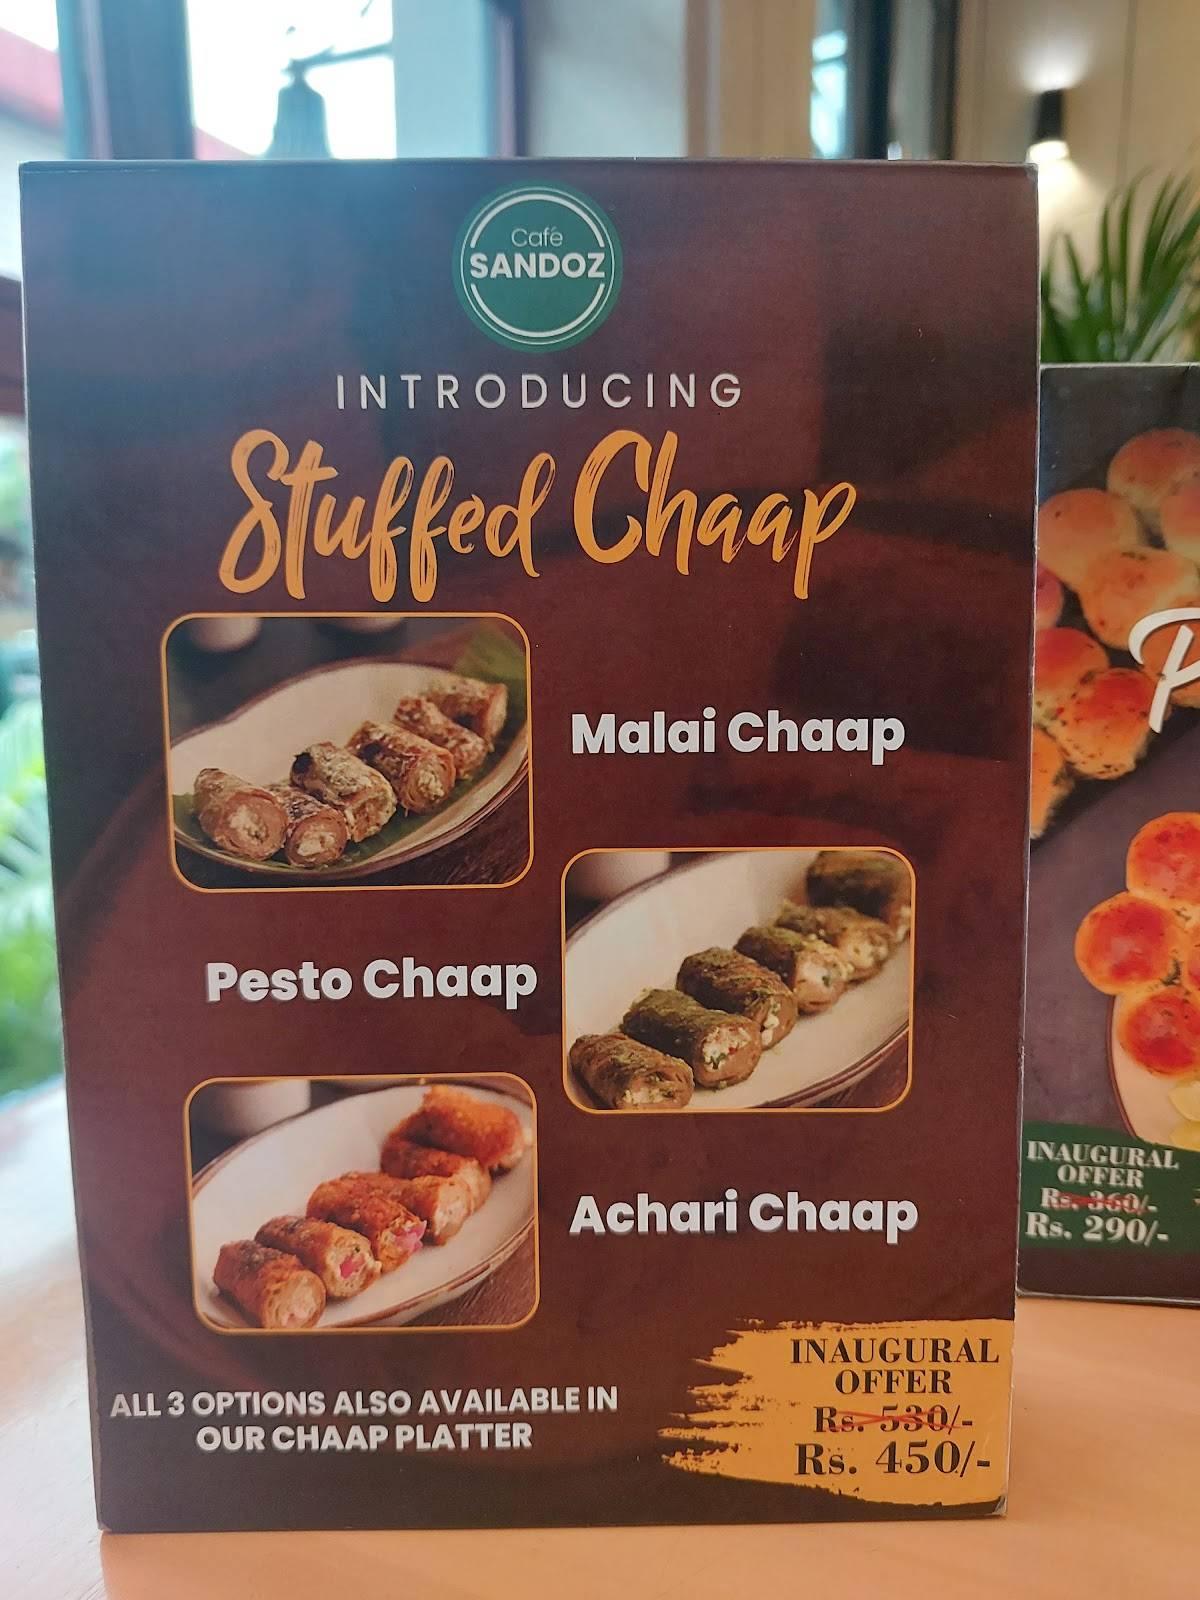 Café
SANDOZ
INTRODUCING
Stuffed Chaap
Malai Chaap
Pesto Chaap
Achari Chaap
ALL 3 OPTIONS ALSO AVAILABLE IN
OUR CHAAP PLATTER
INAUGURAL
OFFER
Rs. 530/-
Rs. 450/-
INAUGURAL
OFFER
Rs. 360/-
Rs. 290/-